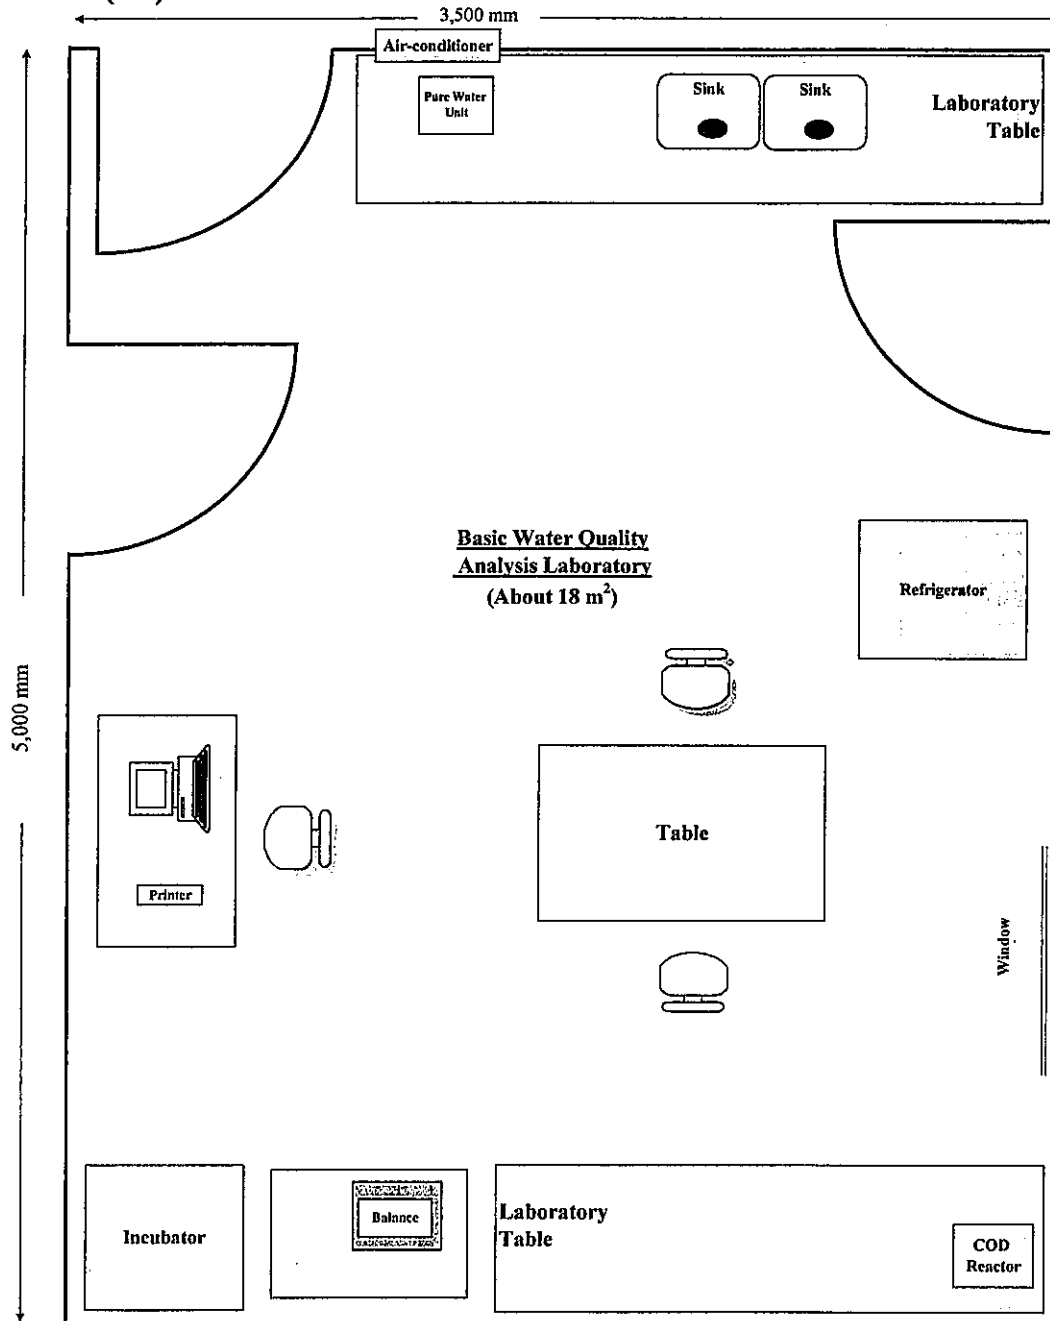 3,500 mm
Air-conditioner
Pure Water
Unit
Sink
Sink
Laboratory
Table
Basic Water Quality
Analysis Laboratory
(About 18 m²)
Refrigerator
5,000 mm
Printer
Table
Window
Incubator
Balance
Laboratory
Table
COD
Reactor